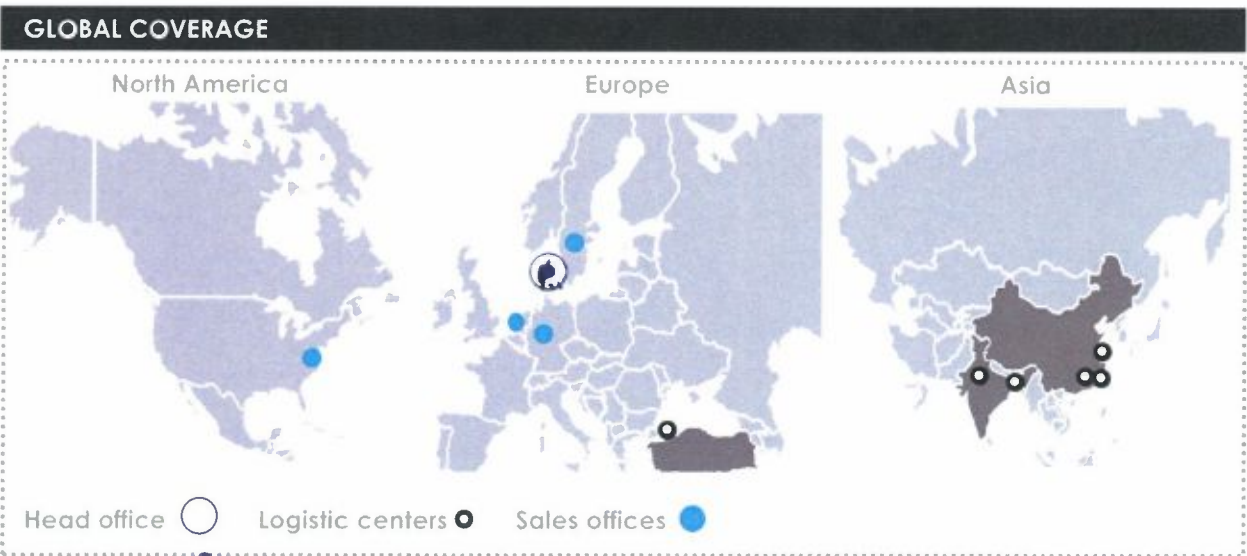 GLOBAL COVERAGE
North America
Europe
Asia
Head office
Logistic centers
Sales offices